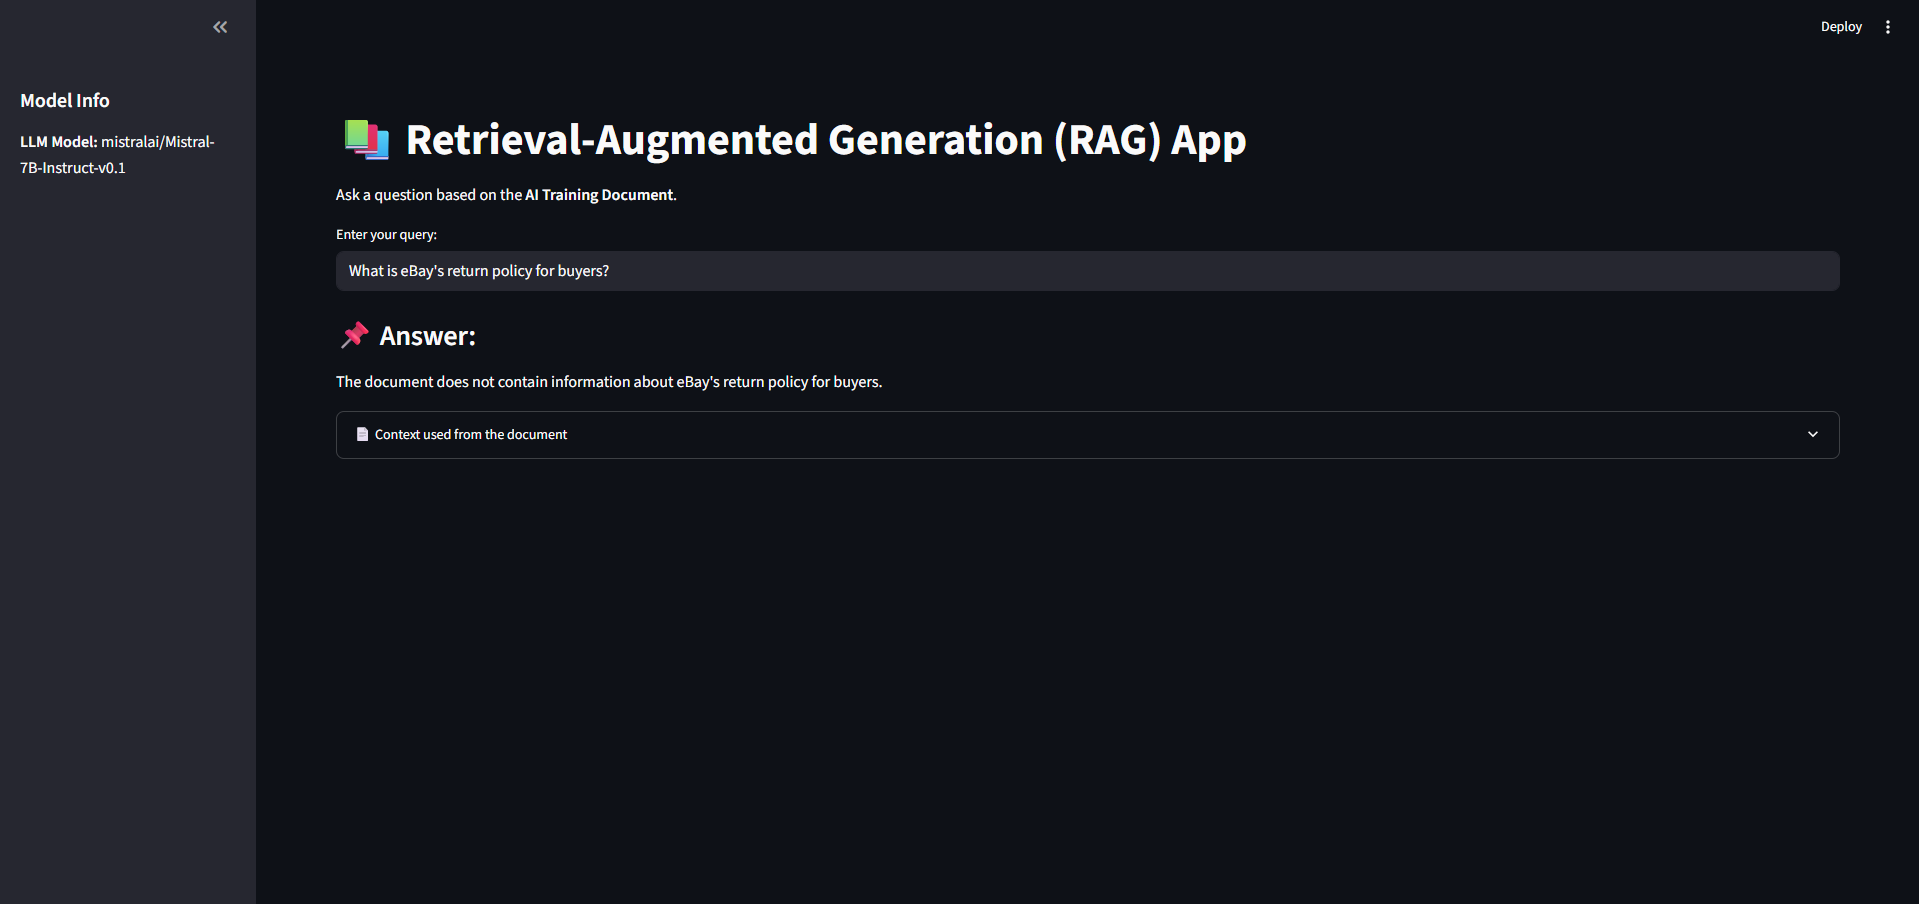 Deploy
Model Info
LLM Model: mistralai/Mistral-
7B-Instruct-v0.1
Retrieval-Augmented Generation (RAG) App
Ask a question based on the AI Training Document.
Enter your query:
What is eBay's return policy for buyers?
Answer:
The document does not contain information about eBay's return policy for buyers.
Context used from the document